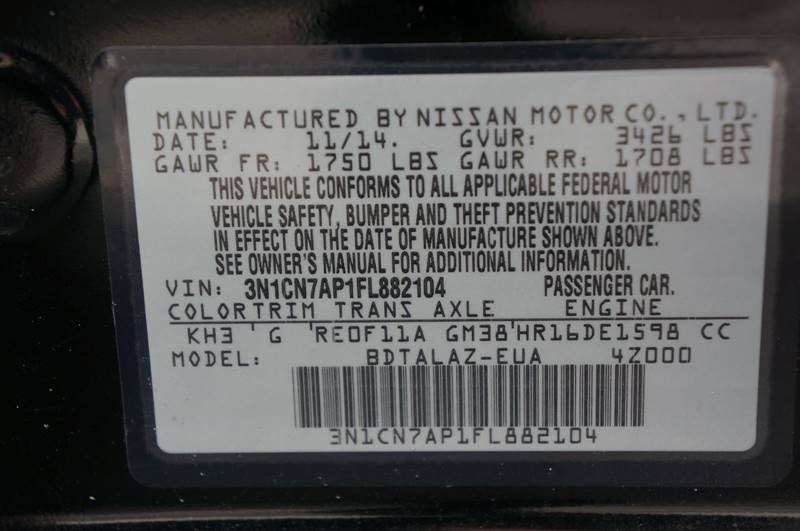 MANUFACTURED BY NISSAN MOTOR CO., LTD.
DATE: 11/14. GVWR: 3426 LBS
GAWR FR: 1750 LBS GAWR RR: 1708 LBS
THIS VEHICLE CONFORMS TO ALL APPLICABLE FEDERAL MOTOR
VEHICLE SAFETY, BUMPER AND THEFT PREVENTION STANDARDS
IN EFFECT ON THE DATE OF MANUFACTURE SHOWN ABOVE.
SEE OWNER'S MANUAL FOR ADDITIONAL INFORMATION.
VIN: 3N1CN7AP1FL882104 PASSENGER CAR.
COLORTRIM TRANS AXLE ENGINE
KH3 ' G 'RE0F11A GM38'HR16DE1598 CC
MODEL: BDTALAZ-EUA 4Z000
3N1CN7AP1FL882104